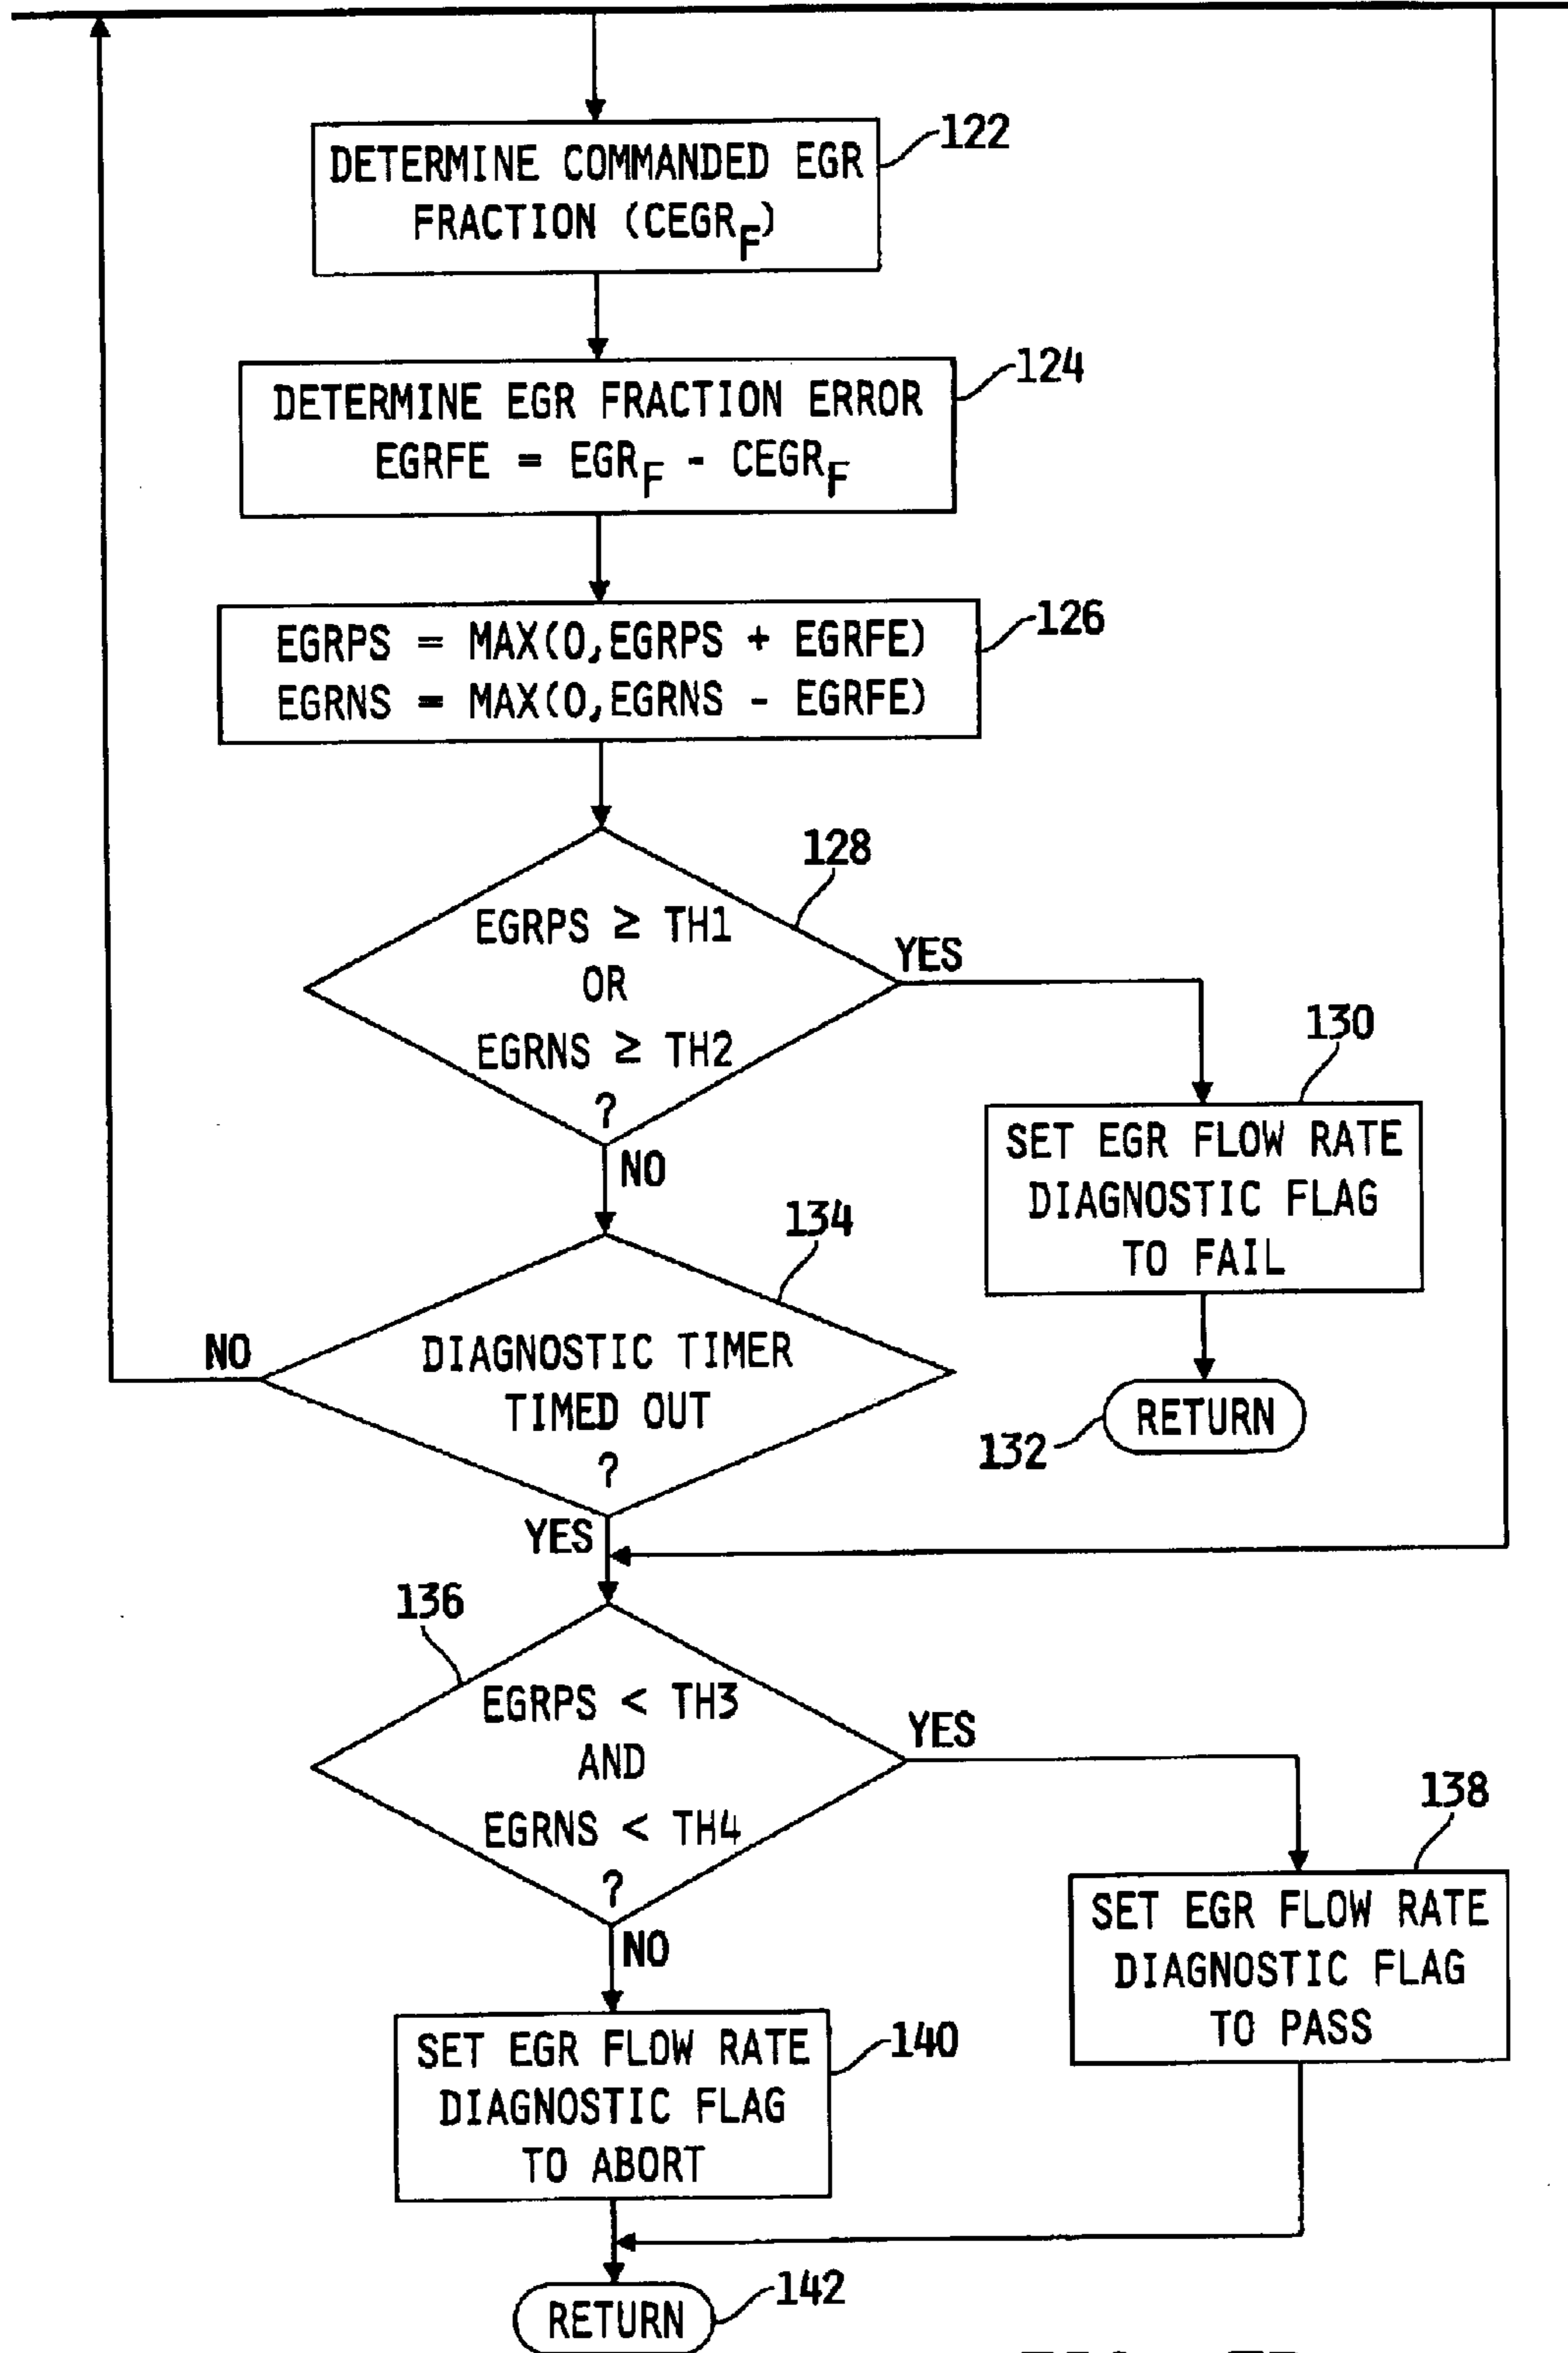 122
DETERMINE COMMANDED EGR
FRACTION (CEGR_F)
124
DETERMINE EGR FRACTION ERROR
EGRFE = EGR_F - CEGR_F
126
EGRPS = MAX(0,EGRPS + EGRFE)
EGRNS = MAX(0,EGRNS - EGRFE)
128
EGRPS ≥ TH1
OR
EGRNS ≥ TH2
?
YES
NO
130
SET EGR FLOW RATE
DIAGNOSTIC FLAG
TO FAIL
132
RETURN
134
DIAGNOSTIC TIMER
TIMED OUT
?
NO
YES
136
EGRPS < TH3
AND
EGRNS < TH4
?
YES
NO
138
SET EGR FLOW RATE
DIAGNOSTIC FLAG
TO PASS
140
SET EGR FLOW RATE
DIAGNOSTIC FLAG
TO ABORT
142
RETURN